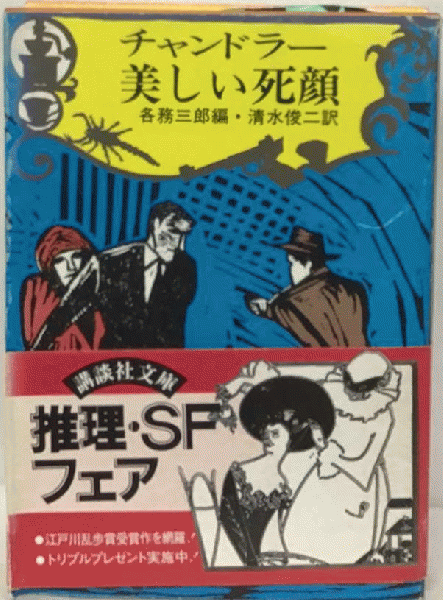 チャンドラー
美しい死顔
各務三郎編・清水俊二訳
講談社文庫
推理・SF
フェア
●江戸川乱歩賞受賞作を網羅！
●トリプルプレゼント実施中！